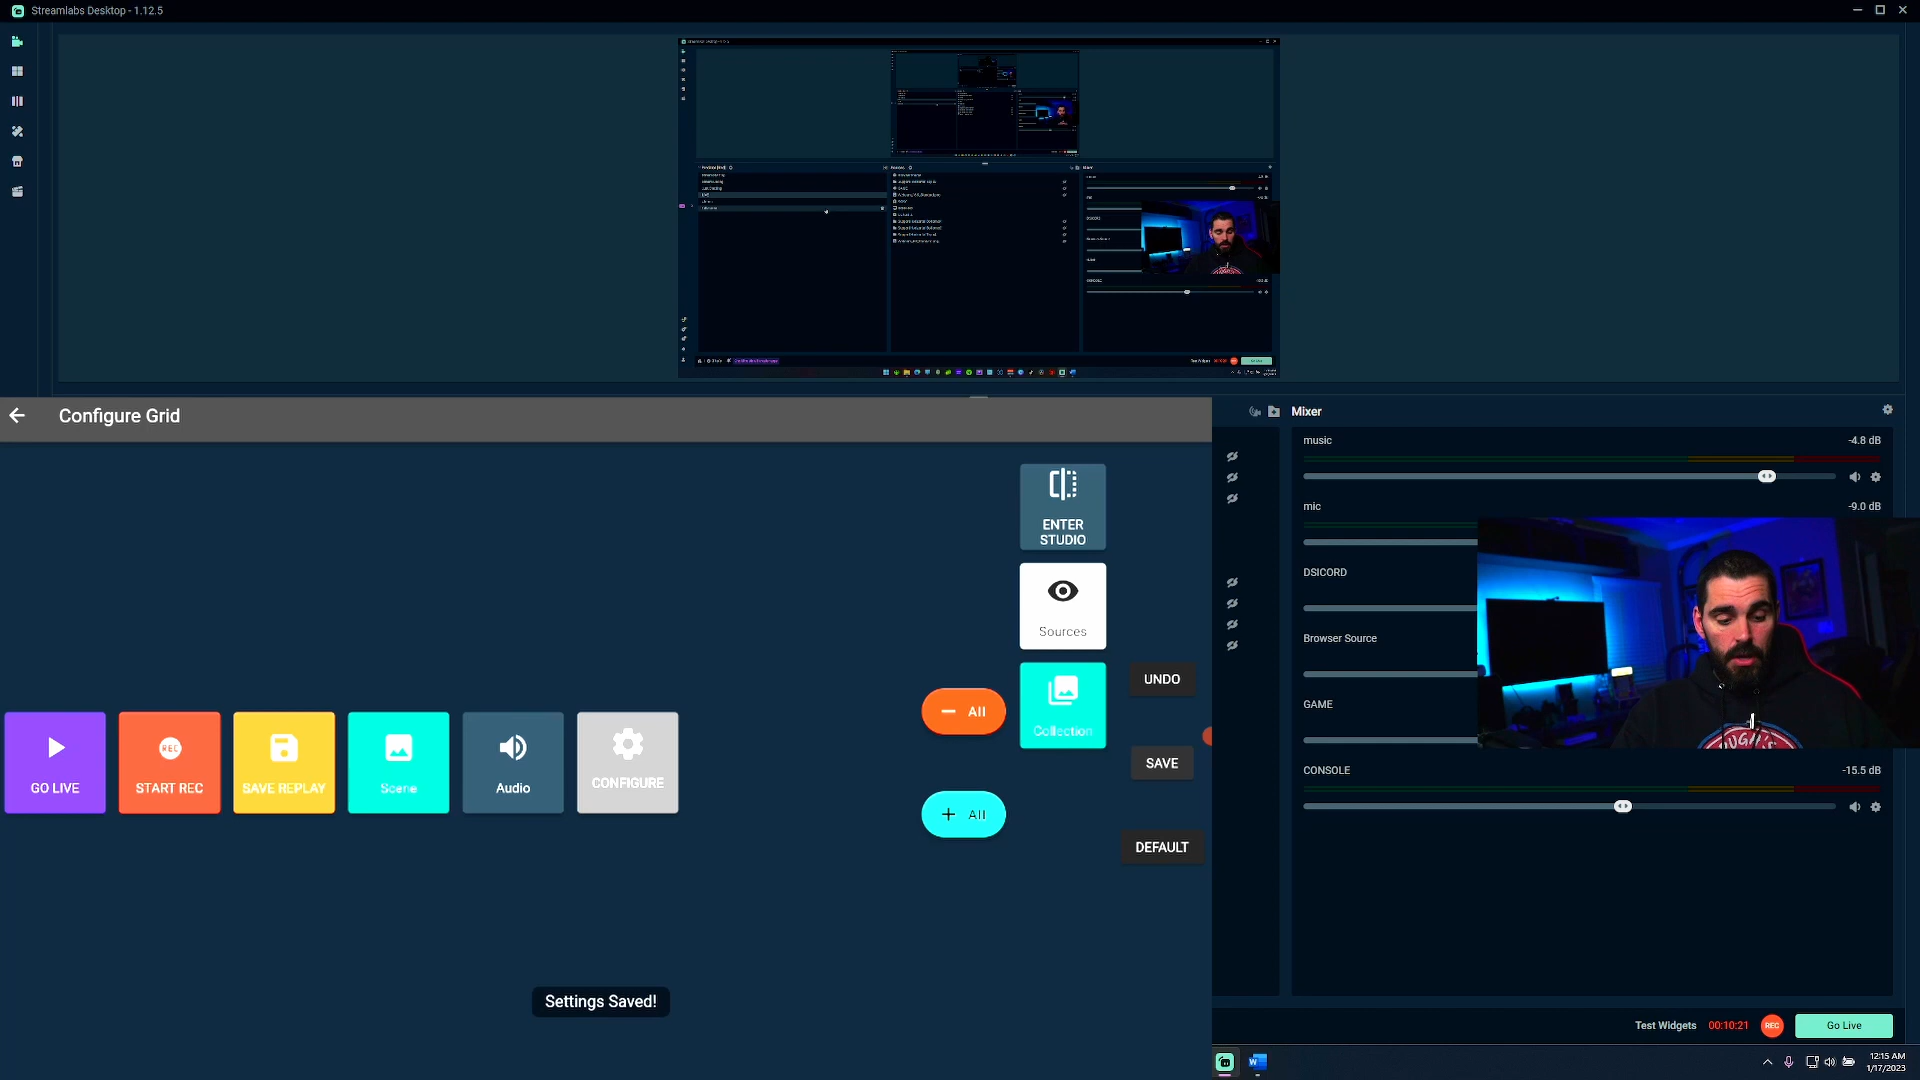 Streamlabs Desktop - 1.12.5
Configure Grid
ENTER
STUDIO
Sources
Collection
UNDO
SAVE
DEFAULT
All
All
GO LIVE
START REC
REC
SAVE REPLAY
Scene
Audio
CONFIGURE
Settings Saved!
Mixer
music
-4.8 dB
mic
-9.0 dB
DSICORD
Browser Source
GAME
CONSOLE
-15.5 dB
Test Widgets
00:10:21
REC
Go Live
W
12:15 AM
1/17/2023